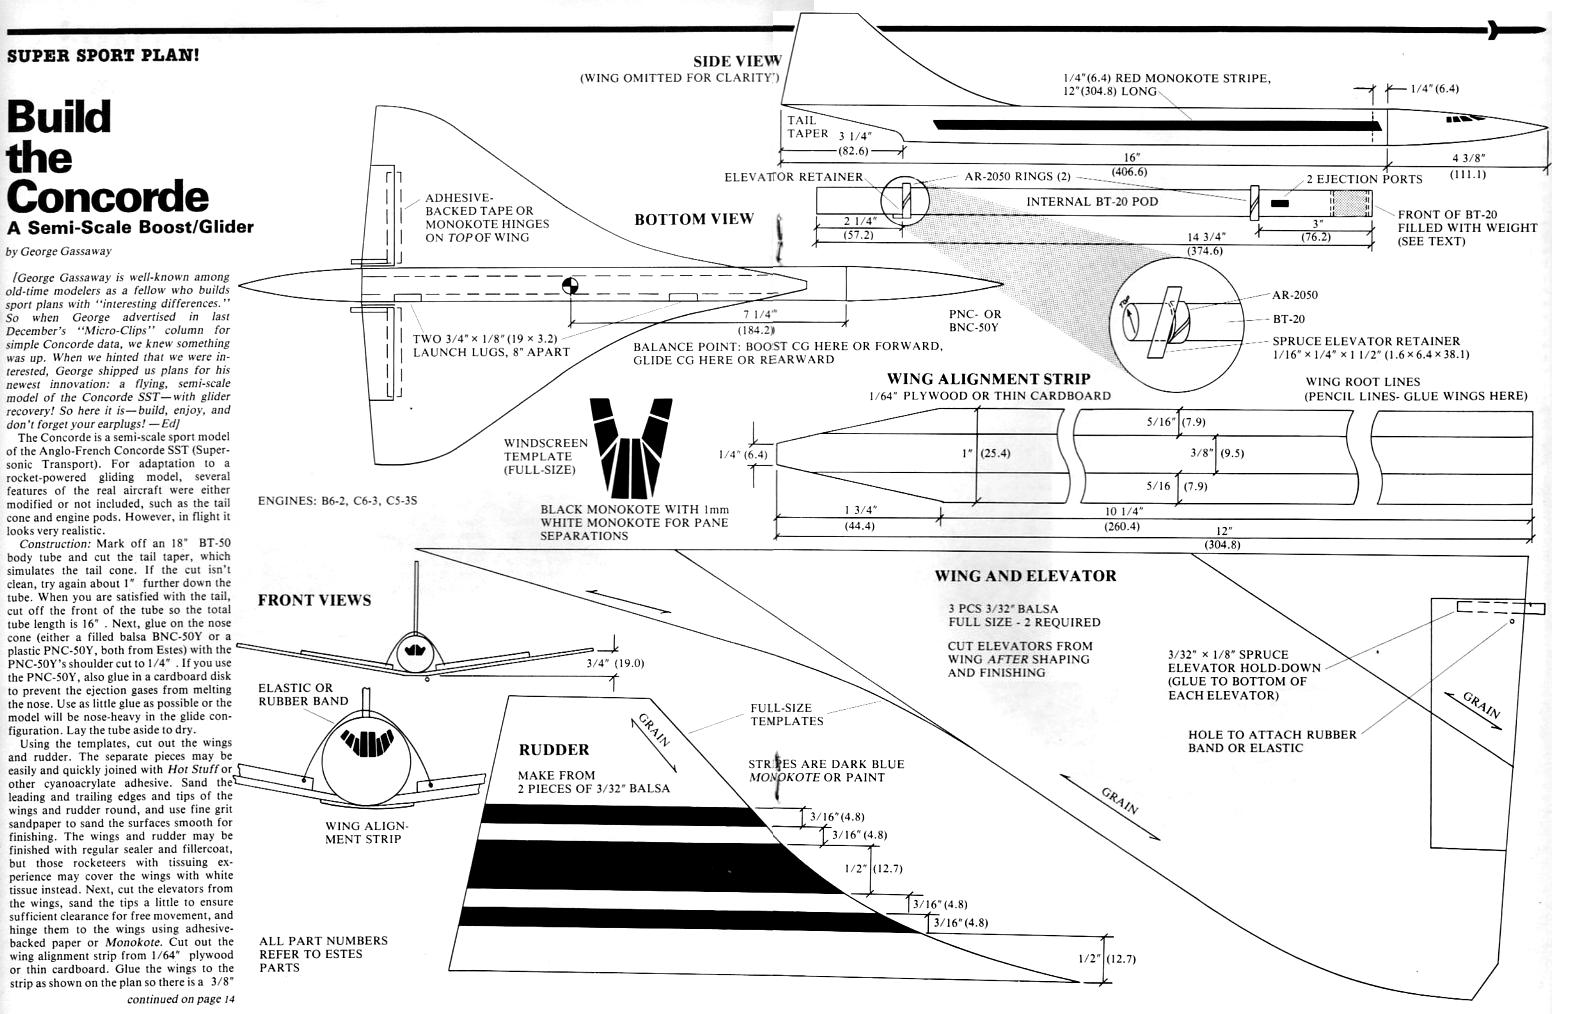 SUPER SPORT PLAN!
Build
the
Concorde
A Semi-Scale Boost/Glider
by George Gassaway
[George Gassaway is well-known among
old-time modelers as a fellow who builds
sport plans with "interesting differences."
So when George advertised in last
December's "Micro-Clips" column for
simple Concorde data, we knew something
was up. When we hinted that we were in-
terested, George shipped us plans for his
newest innovation: a flying, semi-scale
model of the Concorde SST—with glider
recovery! So here it is—build, enjoy, and
don't forget your earplugs! —Ed]
The Concorde is a semi-scale sport model
of the Anglo-French Concorde SST (Super-
sonic Transport). For adaptation to a
rocket-powered gliding model, several
features of the real aircraft were either
modified or not included, such as the tail
cone and engine pods. However, in flight it
looks very realistic.
Construction: Mark off an 18" BT-50
body tube and cut the tail taper, which
simulates the tail cone. If the cut isn't
clean, try again about 1" further down the
tube. When you are satisfied with the tail,
cut off the front of the tube so the total
tube length is 16" . Next, glue on the nose
cone (either a filled balsa BNC-50Y or a
plastic PNC-50Y, both from Estes) with the
PNC-50Y's shoulder cut to 1/4" . If you use
the PNC-50Y, also glue in a cardboard disk
to prevent the ejection gases from melting
the nose. Use as little glue as possible or the
model will be nose-heavy in the glide con-
figuration. Lay the tube aside to dry.
Using the templates, cut out the wings
and rudder. The separate pieces may be
easily and quickly joined with Hot Stuff or
other cyanoacrylate adhesive. Sand the
leading and trailing edges and tips of the
wings and rudder round, and use fine grit
sandpaper to sand the surfaces smooth for
finishing. The wings and rudder may be
finished with regular sealer and fillercoat,
but those rocketeers with tissuing ex-
perience may cover the wings with white
tissue instead. Next, cut the elevators from
the wings, sand the tips a little to ensure
sufficient clearance for free movement, and
hinge them to the wings using adhesive-
backed paper or Monokote. Cut out the
wing alignment strip from 1/64" plywood
or thin cardboard. Glue the wings to the
strip as shown on the plan so there is a 3/8"
continued on page 14
SIDE VIEW
(WING OMITTED FOR CLARITY)
1/4"(6.4) RED MONOKOTE STRIPE,
12"(304.8) LONG
1/4" (6.4)
TAIL
TAPER
3 1/4"
(82.6)
16"
(406.6)
4 3/8"
(111.1)
ELEVATOR RETAINER
AR-2050 RINGS (2)
2 EJECTION PORTS
INTERNAL BT-20 POD
2 1/4"
(57.2)
3"
(76.2)
14 3/4"
(374.6)
FRONT OF BT-20
FILLED WITH WEIGHT
(SEE TEXT)
ADHESIVE-
BACKED TAPE OR
MONOKOTE HINGES
ON TOP OF WING
BOTTOM VIEW
7 1/4"
(184.2)
PNC- OR
BNC-50Y
TWO 3/4" × 1/8" (19 × 3.2)
LAUNCH LUGS, 8" APART
BALANCE POINT: BOOST CG HERE OR FORWARD,
GLIDE CG HERE OR REARWARD
TOP
AR-2050
BT-20
SPRUCE ELEVATOR RETAINER
1/16" × 1/4" × 1 1/2" (1.6 × 6.4 × 38.1)
WING ALIGNMENT STRIP
1/64" PLYWOOD OR THIN CARDBOARD
WING ROOT LINES
(PENCIL LINES- GLUE WINGS HERE)
1/4" (6.4)
1" (25.4)
5/16" (7.9)
3/8" (9.5)
5/16 (7.9)
1 3/4"
(44.4)
10 1/4"
(260.4)
12"
(304.8)
WINDSCREEN
TEMPLATE
(FULL-SIZE)
BLACK MONOKOTE WITH 1mm
WHITE MONOKOTE FOR PANE
SEPARATIONS
ENGINES: B6-2, C6-3, C5-3S
FRONT VIEWS
3/4" (19.0)
ELASTIC OR
RUBBER BAND
WING ALIGN-
MENT STRIP
ALL PART NUMBERS
REFER TO ESTES
PARTS
WING AND ELEVATOR
3 PCS 3/32" BALSA
FULL SIZE - 2 REQUIRED
CUT ELEVATORS FROM
WING AFTER SHAPING
AND FINISHING
3/32" × 1/8" SPRUCE
ELEVATOR HOLD-DOWN
(GLUE TO BOTTOM OF
EACH ELEVATOR)
HOLE TO ATTACH RUBBER
BAND OR ELASTIC
GRAIN
GRAIN
FULL-SIZE
TEMPLATES
GRAIN
RUDDER
MAKE FROM
2 PIECES OF 3/32" BALSA
STRIPES ARE DARK BLUE
MONOKOTE OR PAINT
3/16" (4.8)
3/16" (4.8)
1/2" (12.7)
3/16" (4.8)
3/16" (4.8)
1/2" (12.7)